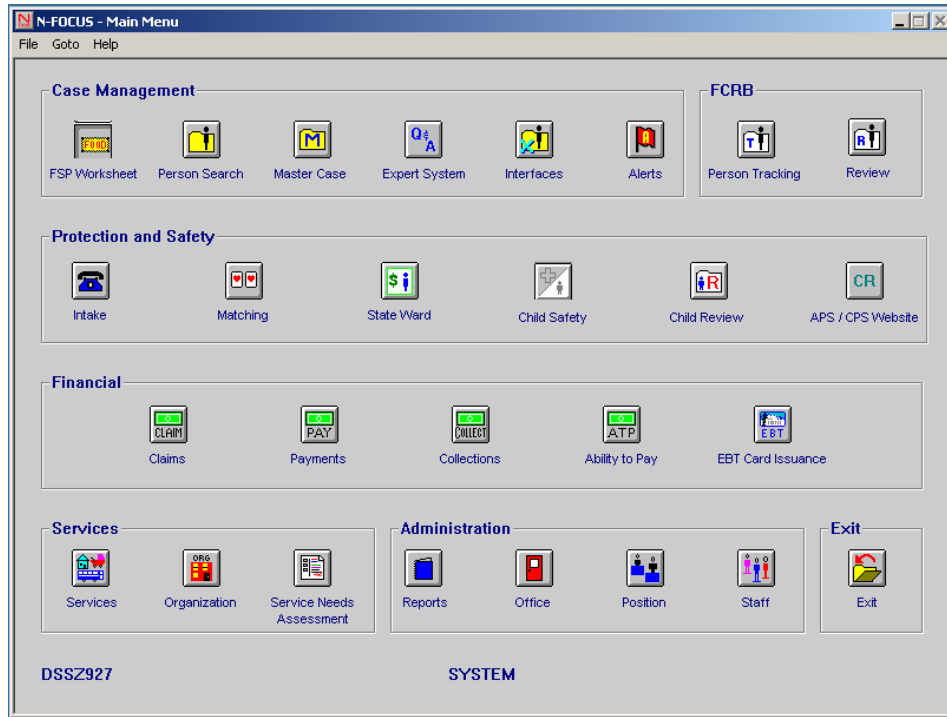 N-FOCUS - Main Menu
File Goto Help
Case Management
FCRB
FOOD
M
Q & A
T
R
FSP Worksheet Person Search Master Case Expert System Interfaces Alerts Person Tracking Review
Protection and Safety
$
R
CR
Intake Matching State Ward Child Safety Child Review APS / CPS Website
Financial
CLAIM PAY COLLECT ATP EBT
Claims Payments Collections Ability to Pay EBT Card Issuance
Services
Administration
Exit
ORG
Services Organization Service Needs Assessment
Reports Office Position Staff
Exit
DSSZ927 SYSTEM